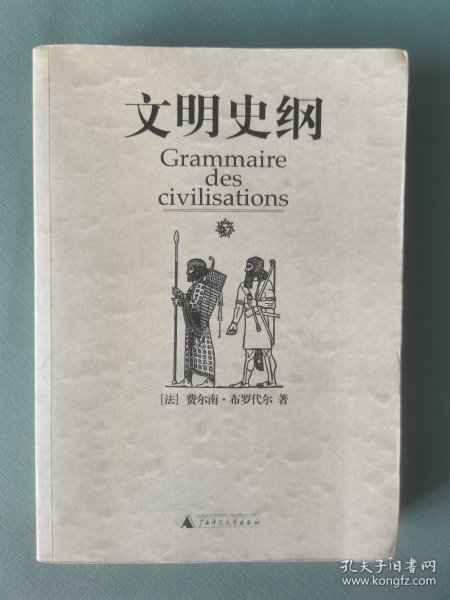 文明史纲
Grammaire
des
civilisations
[法] 费尔南·布罗代尔 著
广西师范大学出版社
孔夫子旧书网
www.kongfz.com